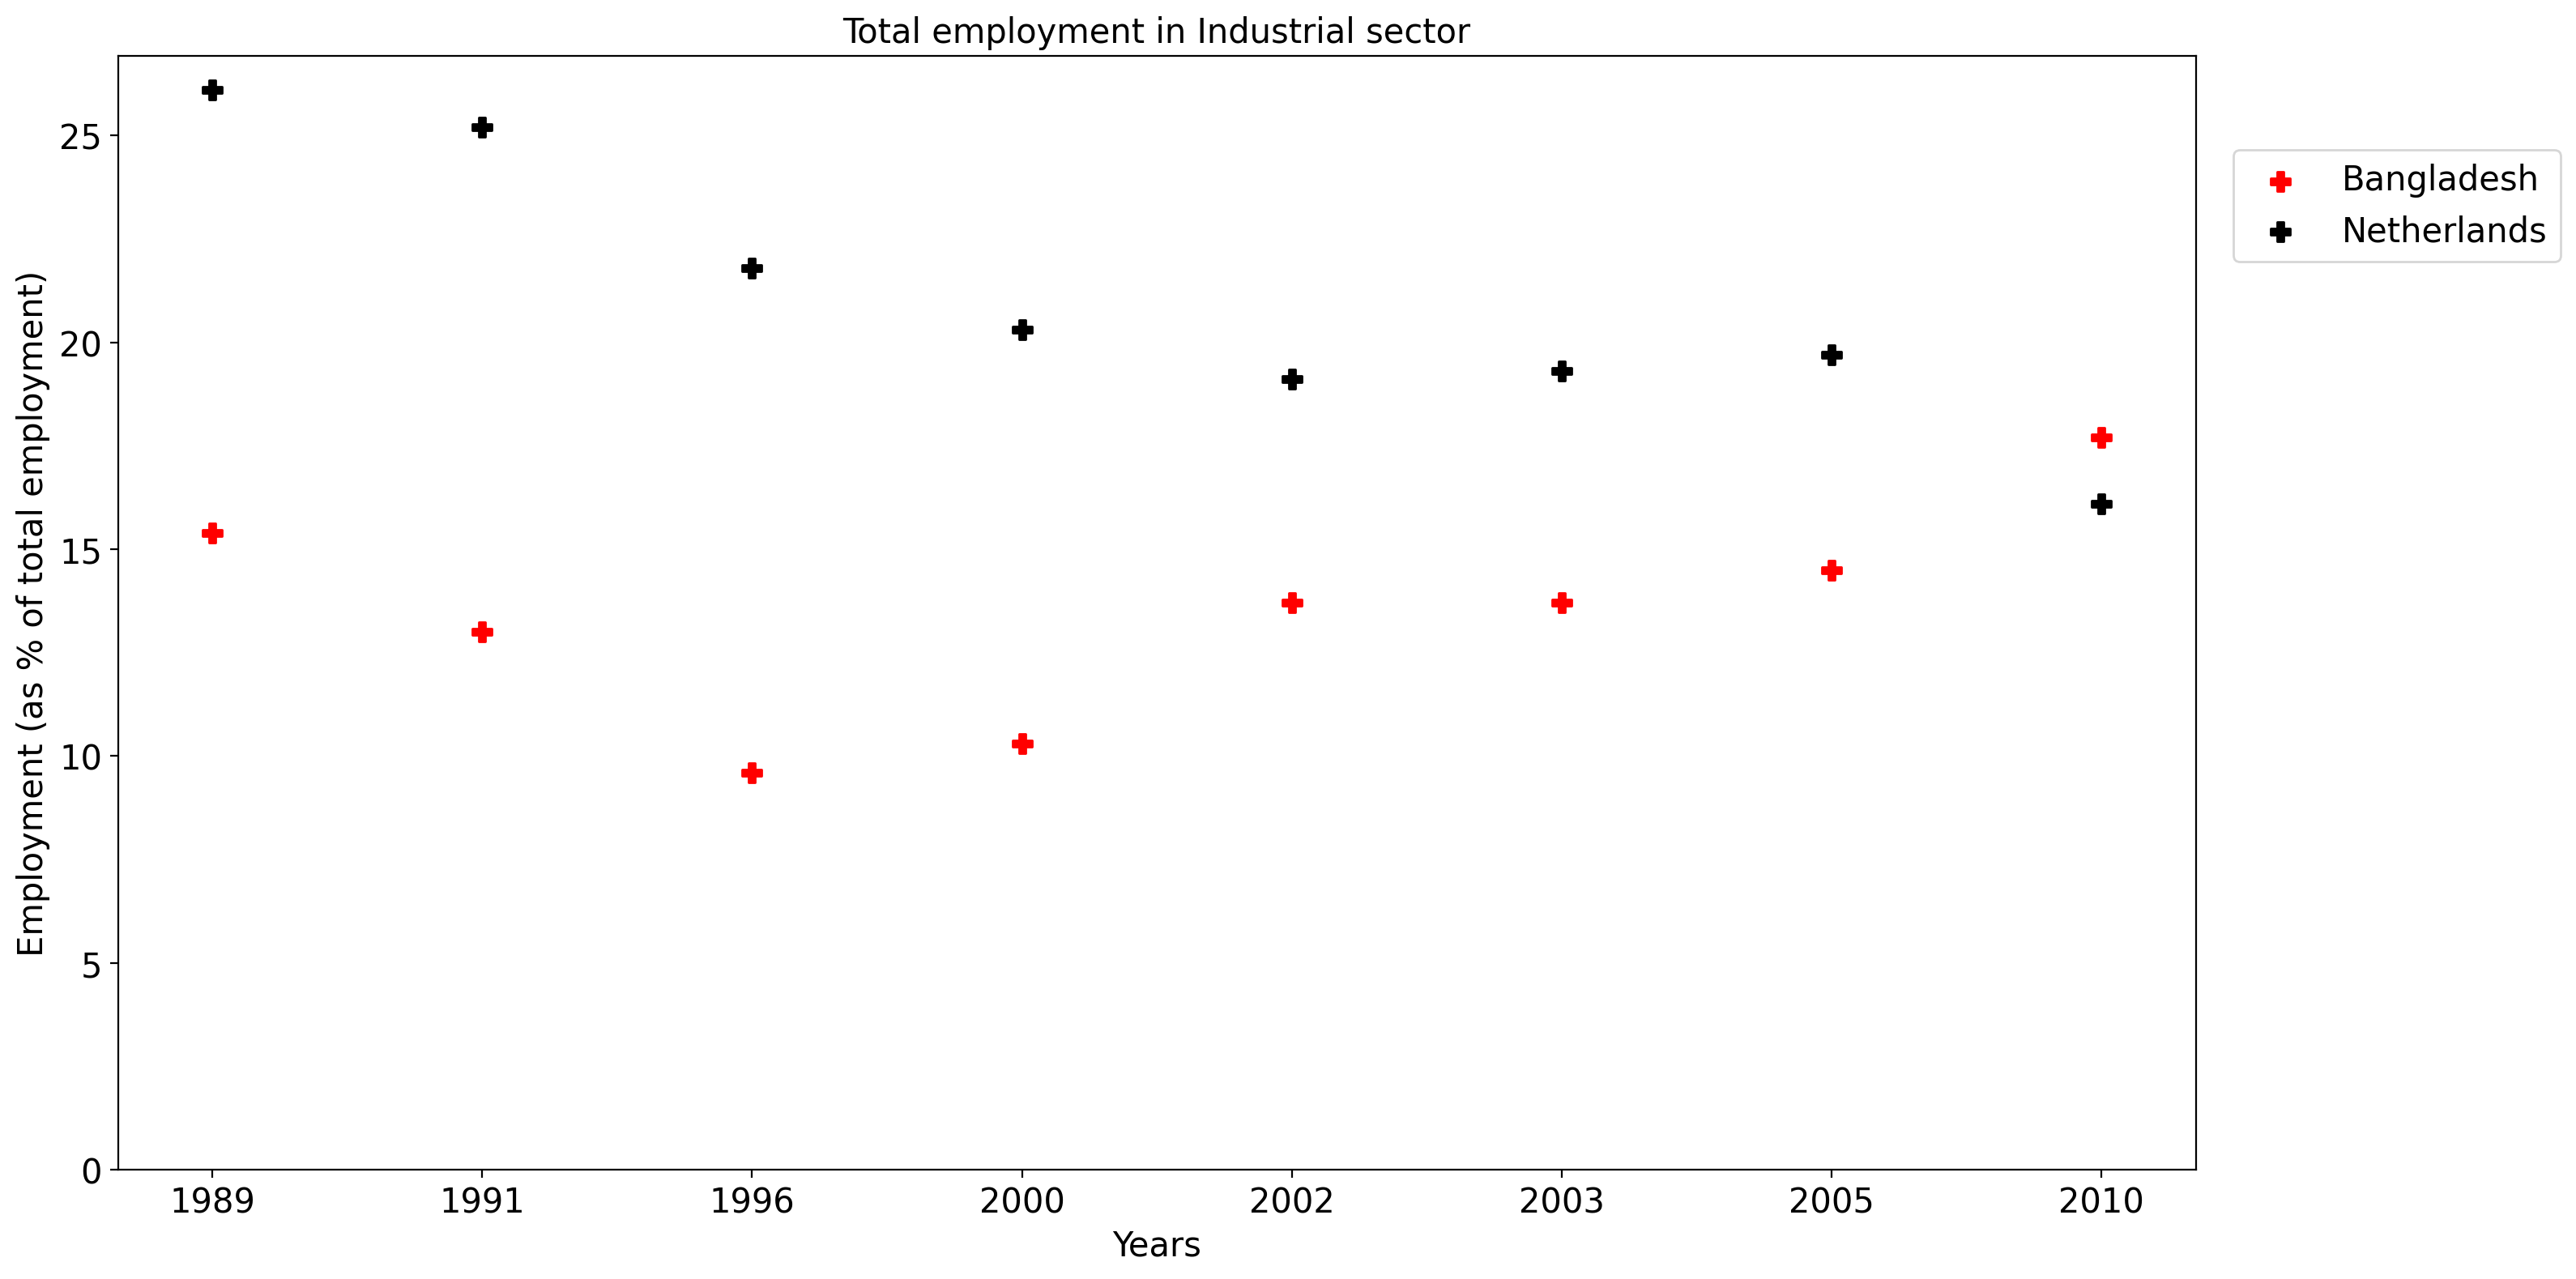 Total employment in Industrial sector
Employment (as % of total employment)
25
20
15
10
5
0
1989 1991 1996 2000 2002 2003 2005 2010
Years
Bangladesh
Netherlands